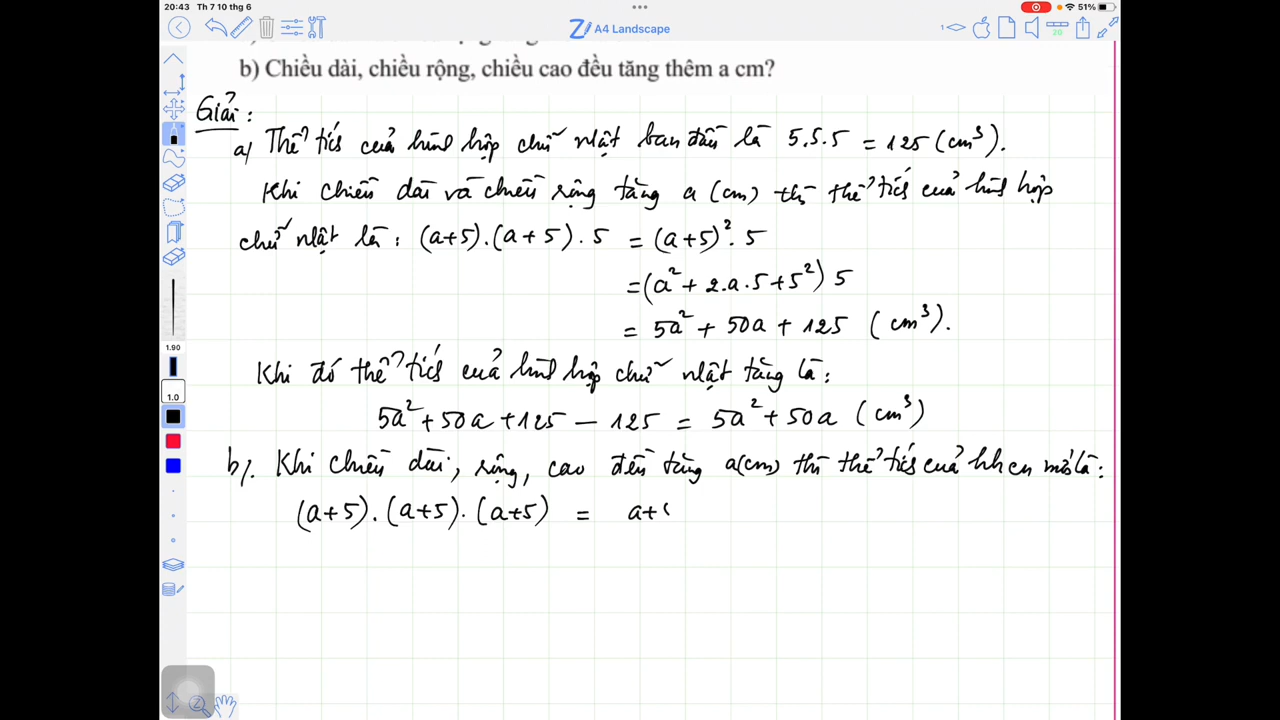 20:43 Th 7 10 thg 6
51%
A4 Landscape
20
b) Chiều dài, chiều rộng, chiều cao đều tăng thêm a cm?
Giải:
a) Thể tích của hình hộp chữ nhật ban đầu là 5.5.5 = 125 (cm³).
Khi chiều dài và chiều rộng tăng a (cm) thì thể tích của hình hộp
chữ nhật là: (a+5).(a+5).5 = (a+5)².5
=(a²+2.a.5+5²)5
= 5a²+50a+125 (cm³).
Khi đó thể tích của hình hộp chữ nhật tăng là:
5a²+50a+125-125 = 5a²+50a (cm³)
b). Khi chiều dài, rộng, cao đều tăng a(cm) thì thể tích của hhcn mới là:
(a+5).(a+5).(a+5) = a+
1.90
1.0